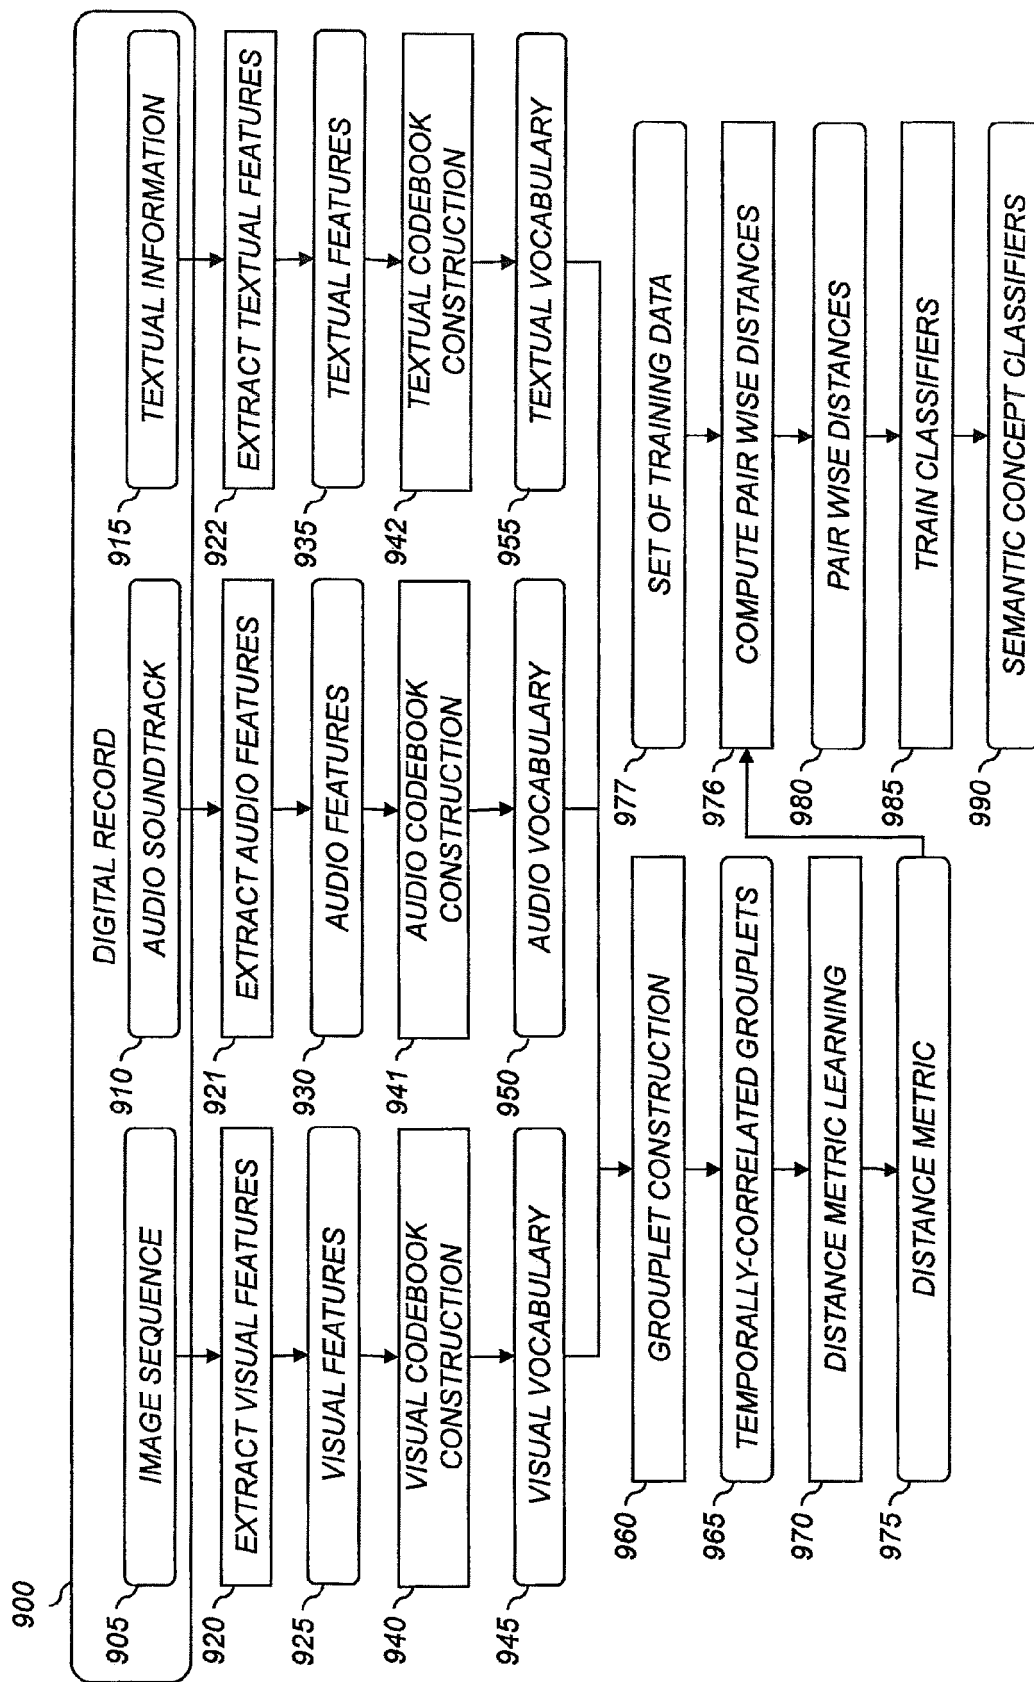 900
DIGITAL RECORD
905
IMAGE SEQUENCE
910
AUDIO SOUNDTRACK
915
TEXTUAL INFORMATION
920
EXTRACT VISUAL FEATURES
921
EXTRACT AUDIO FEATURES
922
EXTRACT TEXTUAL FEATURES
925
VISUAL FEATURES
930
AUDIO FEATURES
935
TEXTUAL FEATURES
940
VISUAL CODEBOOK
CONSTRUCTION
941
AUDIO CODEBOOK
CONSTRUCTION
942
TEXTUAL CODEBOOK
CONSTRUCTION
945
VISUAL VOCABULARY
950
AUDIO VOCABULARY
955
TEXTUAL VOCABULARY
960
GROUPLET CONSTRUCTION
965
TEMPORALLY-CORRELATED GROUPLETS
970
DISTANCE METRIC LEARNING
975
DISTANCE METRIC
977
SET OF TRAINING DATA
976
COMPUTE PAIR WISE DISTANCES
980
PAIR WISE DISTANCES
985
TRAIN CLASSIFIERS
990
SEMANTIC CONCEPT CLASSIFIERS